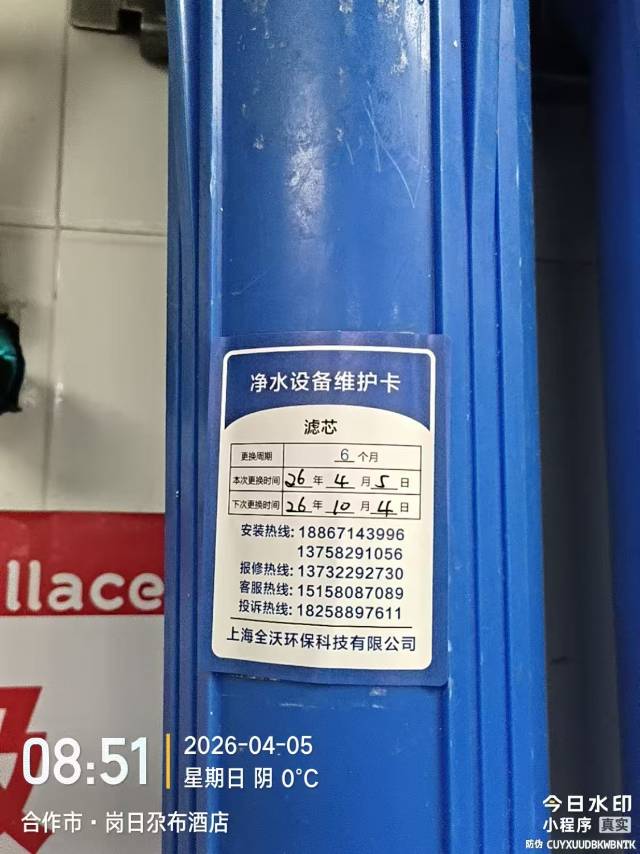 净水设备维护卡
滤芯
更换周期 6 个月
本次更换时间 26 年 4 月 5 日
下次更换时间 26 年 10 月 4 日
安装热线: 18867143996
13758291056
报修热线: 13732292730
客服热线: 15158087089
投诉热线: 18258897611
上海全沃环保科技有限公司
llace
08:51
2026-04-05
星期日 阴 0°C
合作市·岗日尕布酒店
今日水印
小程序 真实
防伪 CUYXUUDBKWBNTK